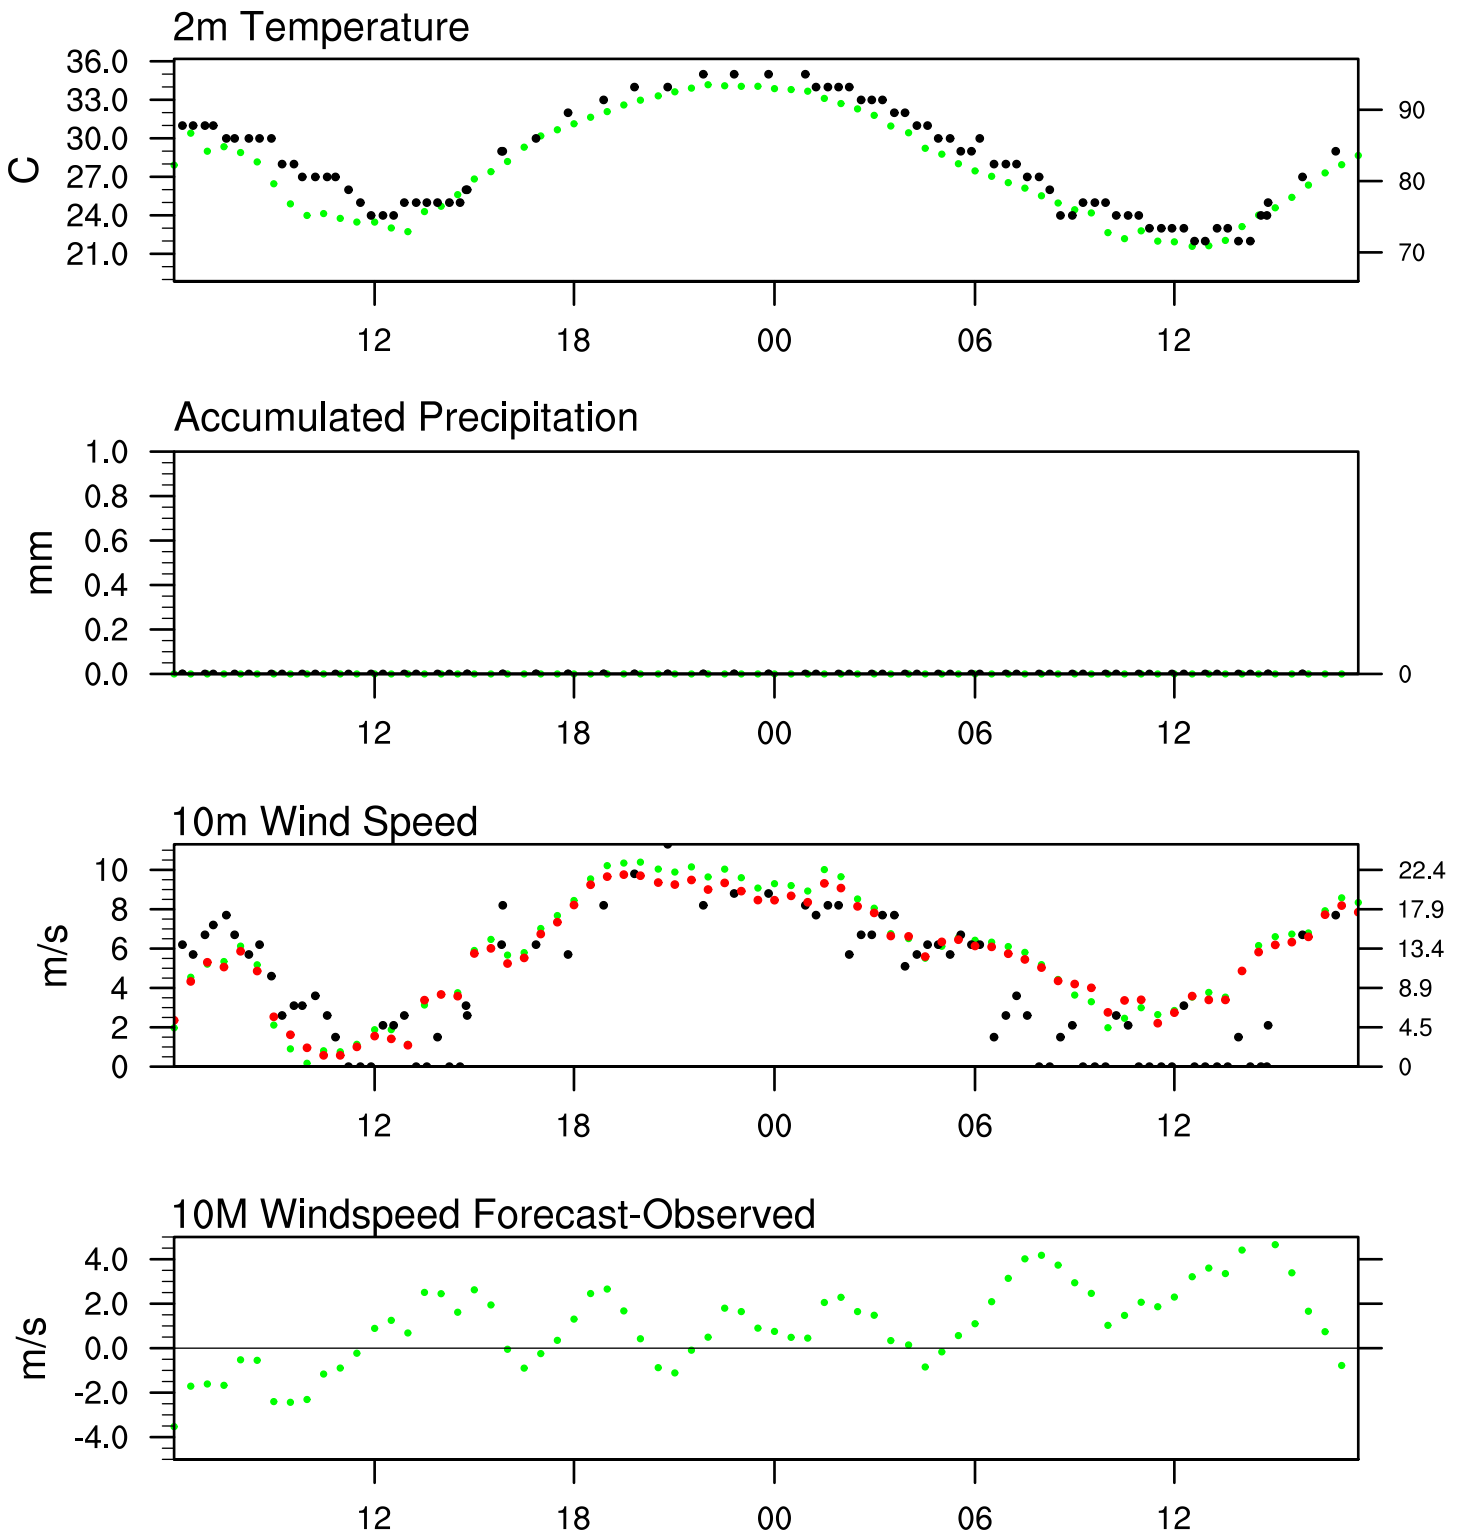 2m Temperature
36.0
33.0
30.0
27.0
24.0
21.0
C
90
80
70
12 18 00 06 12
Accumulated Precipitation
1.0
0.8
0.6
0.4
0.2
0.0
mm
0
12 18 00 06 12
10m Wind Speed
10
8
6
4
2
0
m/s
22.4
17.9
13.4
8.9
4.5
0
12 18 00 06 12
10M Windspeed Forecast-Observed
4.0
2.0
0.0
-2.0
-4.0
m/s
12 18 00 06 12